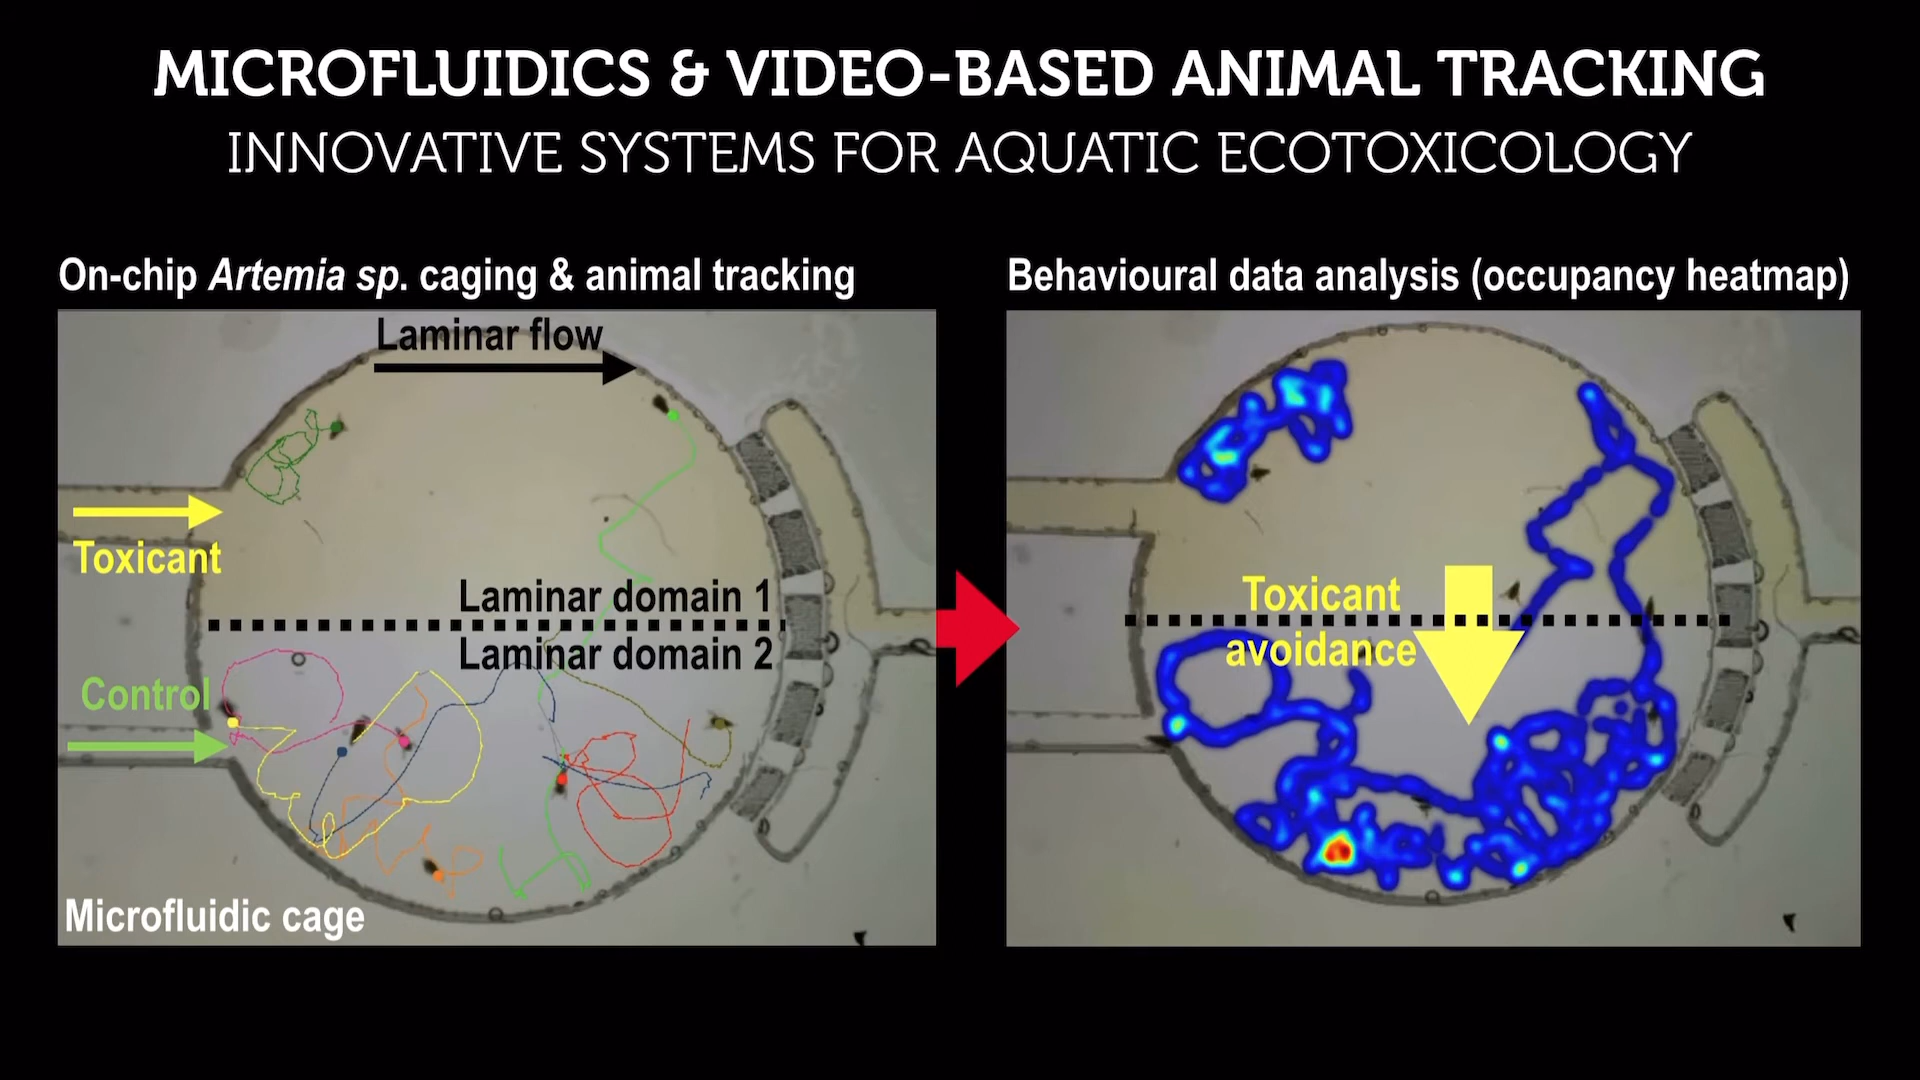 MICROFLUIDICS & VIDEO-BASED ANIMAL TRACKING
INNOVATIVE SYSTEMS FOR AQUATIC ECOTOXICOLOGY
On-chip Artemia sp. caging & animal tracking
Laminar flow
Toxicant
Laminar domain 1
Laminar domain 2
Control
Microfluidic cage
Behavioural data analysis (occupancy heatmap)
Toxicant
avoidance